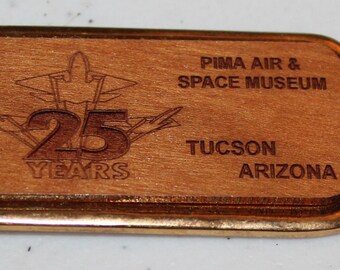 25
YEARS
PIMA AIR &
SPACE MUSEUM
TUCSON
ARIZONA